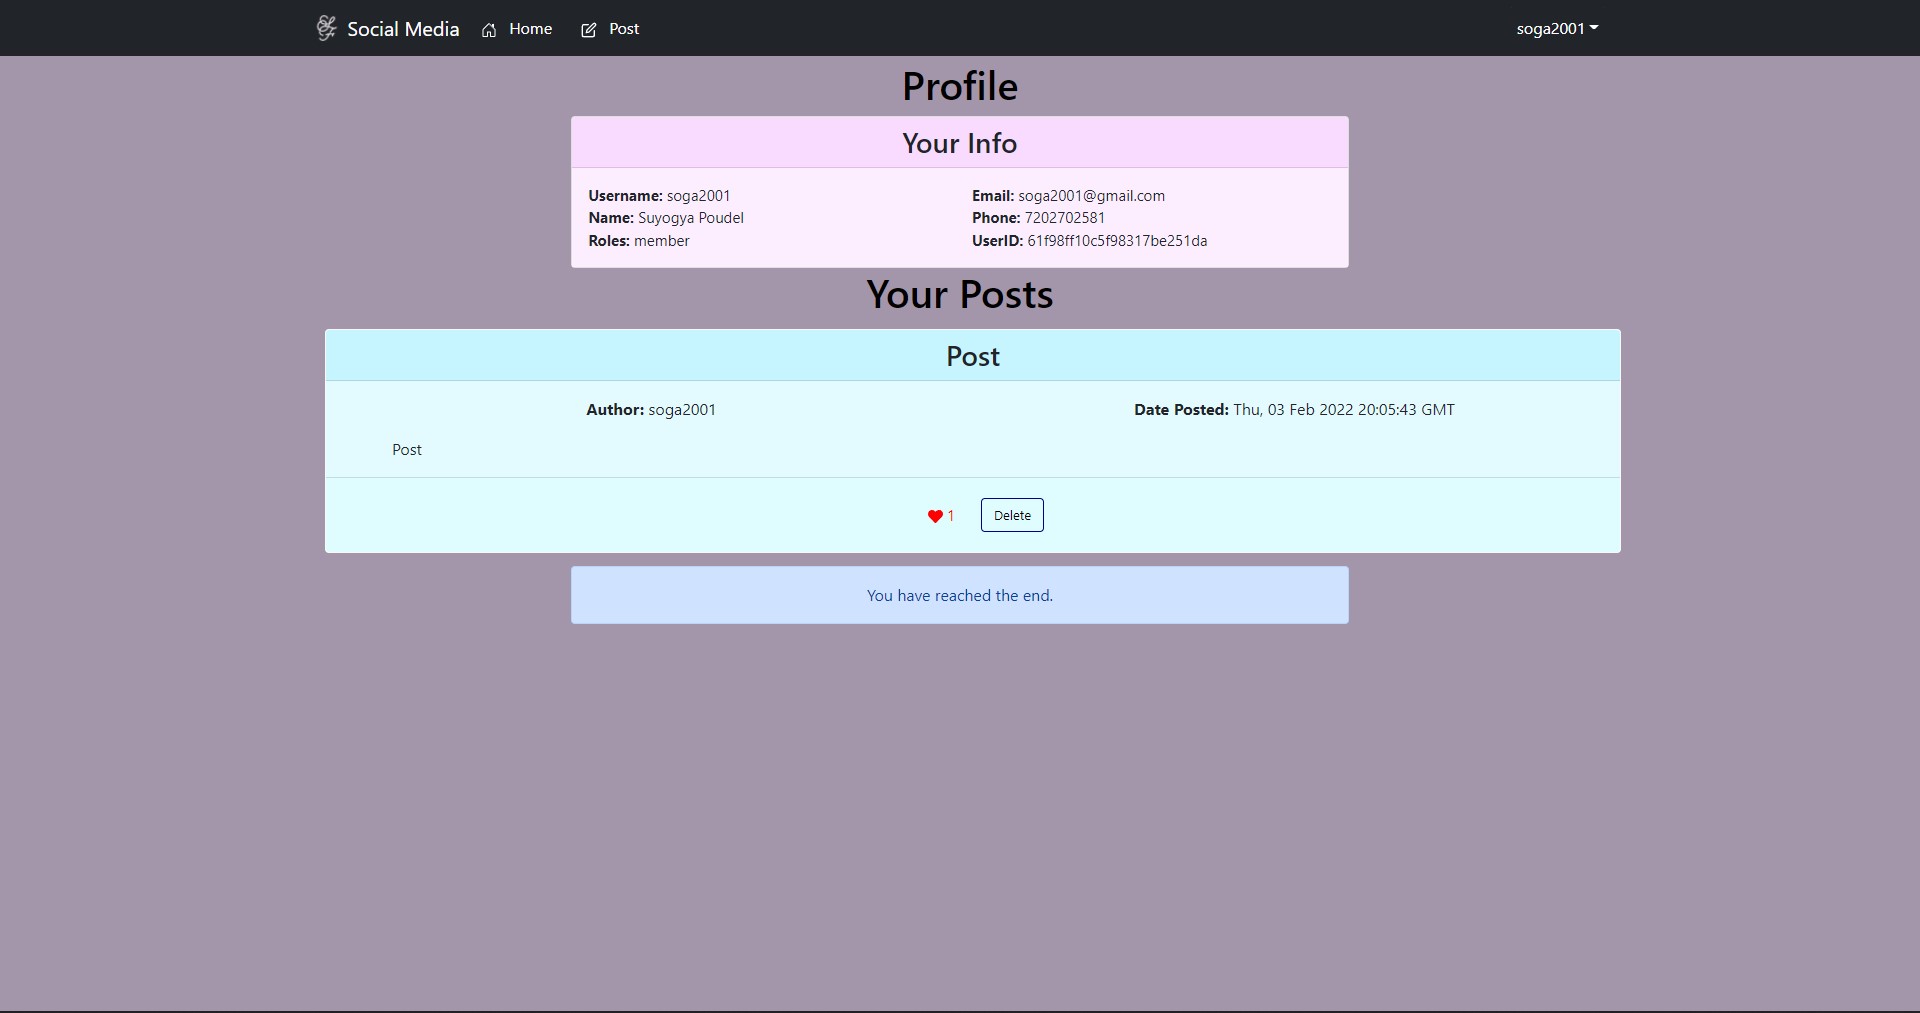 Social Media Home Post soga2001
Profile
Your Info
Username: soga2001 Email: soga2001@gmail.com
Name: Suyogya Poudel Phone: 7202702581
Roles: member UserID: 61f98ff10c5f98317be251da
Your Posts
Post
Author: soga2001 Date Posted: Thu, 03 Feb 2022 20:05:43 GMT
Post
1 Delete
You have reached the end.